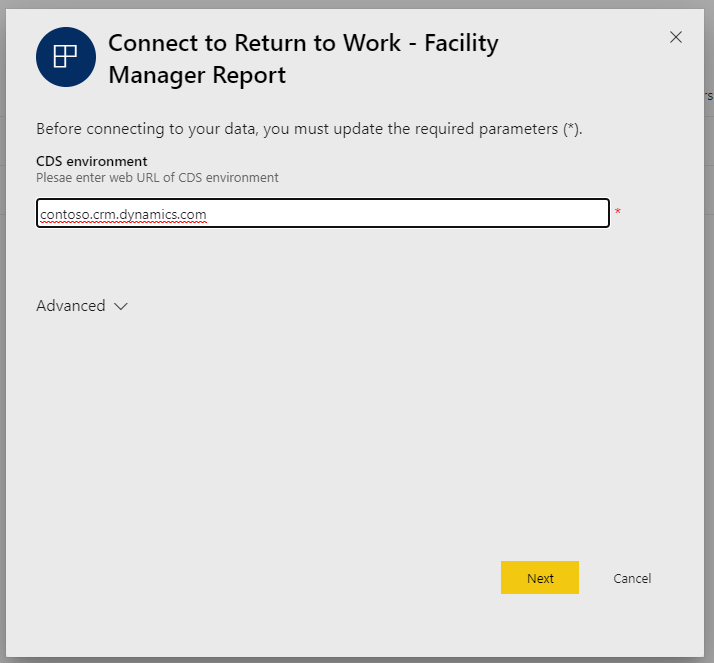 Connect to Return to Work - Facility
Manager Report
rs
Before connecting to your data, you must update the required parameters (*).
CDS environment
Plesae enter web URL of CDS environment
contoso.crm.dynamics.com
*
Advanced
Next
Cancel